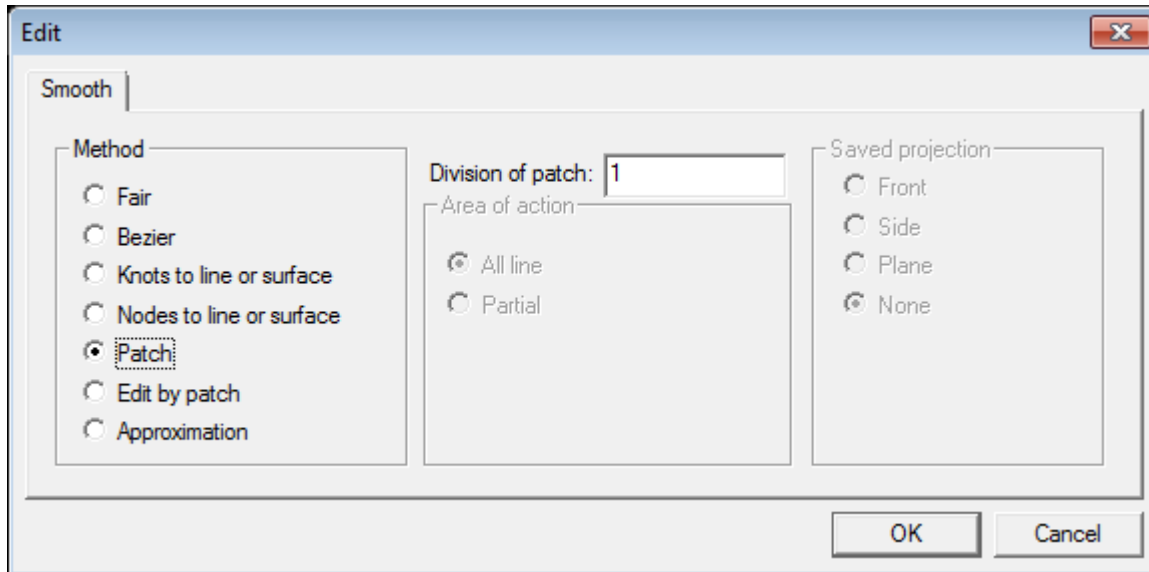 Edit
Smooth
Method
Fair
Bezier
Knots to line or surface
Nodes to line or surface
Patch
Edit by patch
Approximation
Division of patch: 1
Area of action
All line
Partial
Saved projection
Front
Side
Plane
None
OK Cancel